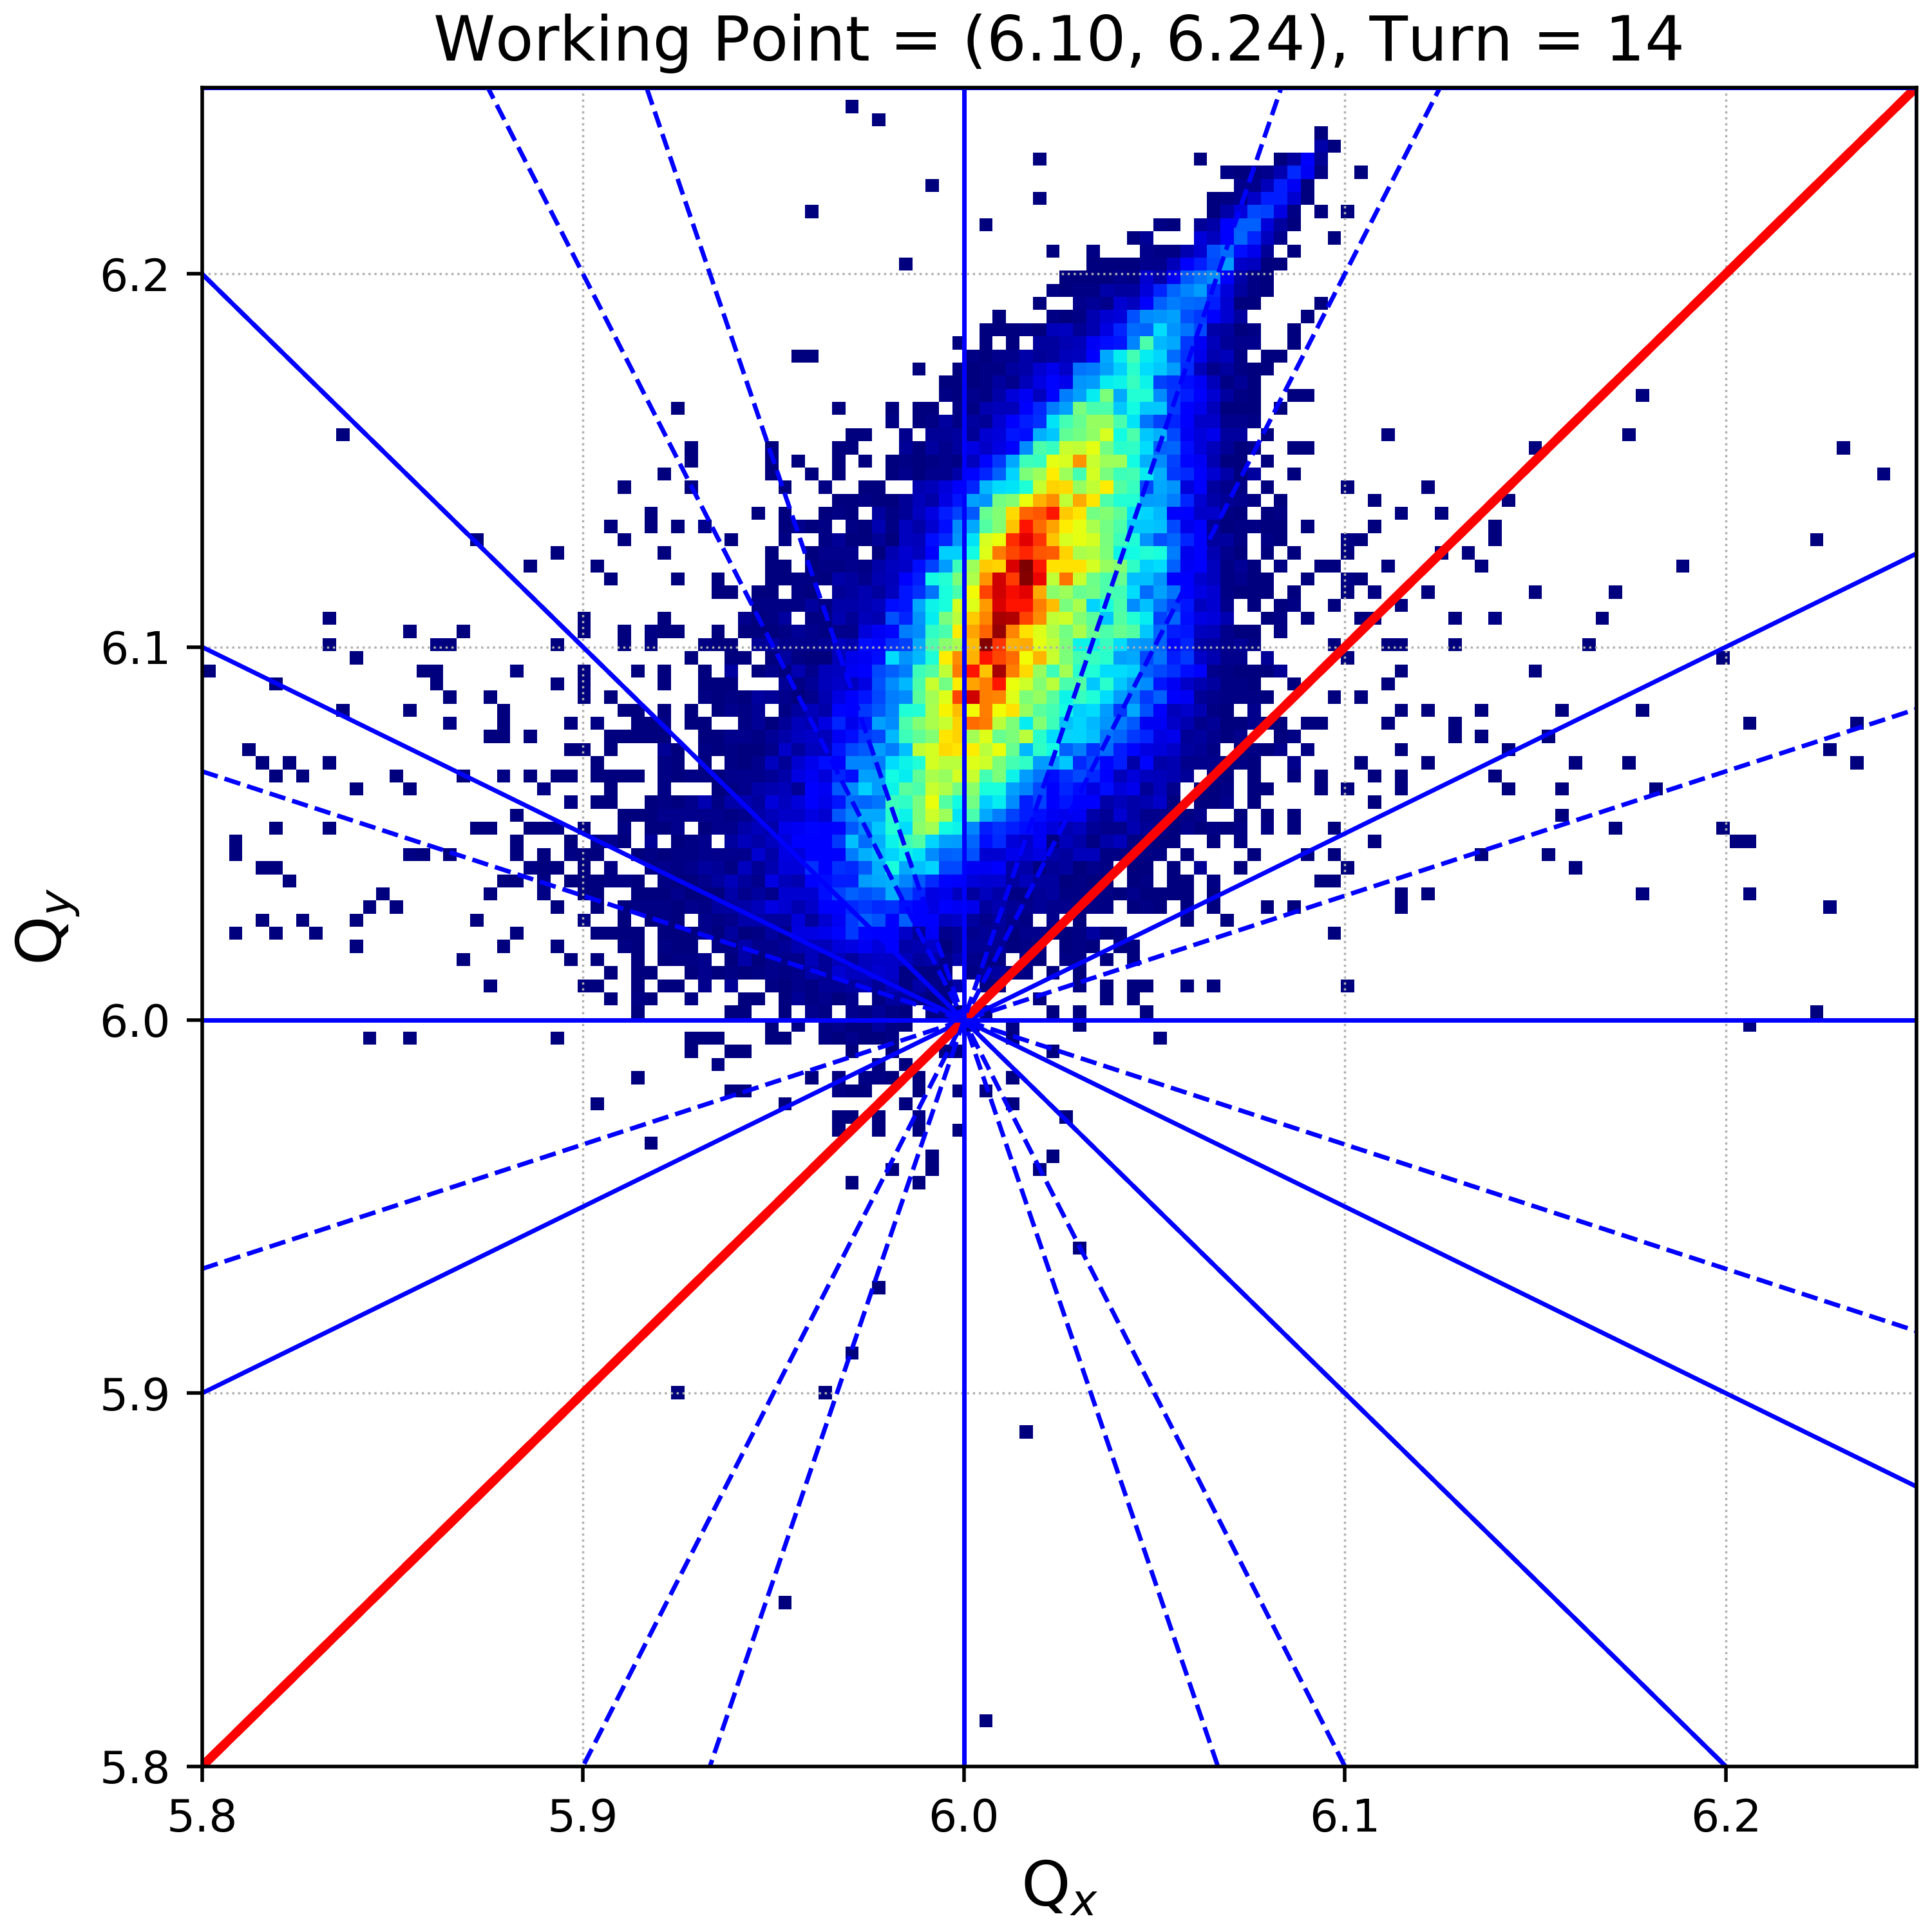 Working Point = (6.10, 6.24), Turn = 14
6.2
6.1
6.0
5.9
5.8
Qy
5.8 5.9 6.0 6.1 6.2
Qx